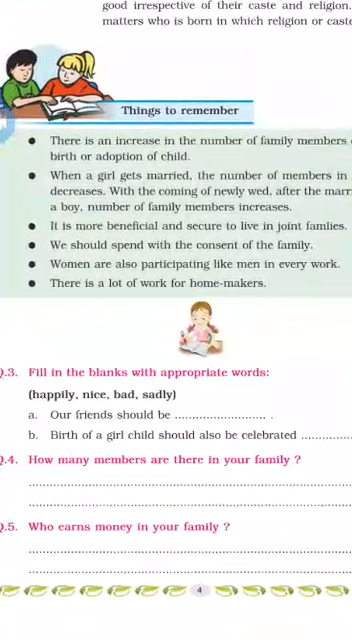 good irrespective of their caste and religion.
matters who is born in which religion or caste
Things to remember
● There is an increase in the number of family members
birth or adoption of child.
● When a girl gets married, the number of members in
decreases. With the coming of newly wed, after the marr
a boy, number of family members increases.
● It is more beneficial and secure to live in joint famlies.
● We should spend with the consent of the family.
● Women are also participating like men in every work.
● There is a lot of work for home-makers.
Q.3. Fill in the blanks with appropriate words:
(happily, nice, bad, sadly)
a. Our friends should be .......................... .
b. Birth of a girl child should also be celebrated ...............
Q.4. How many members are there in your family ?
Q.5. Who earns money in your family ?
4